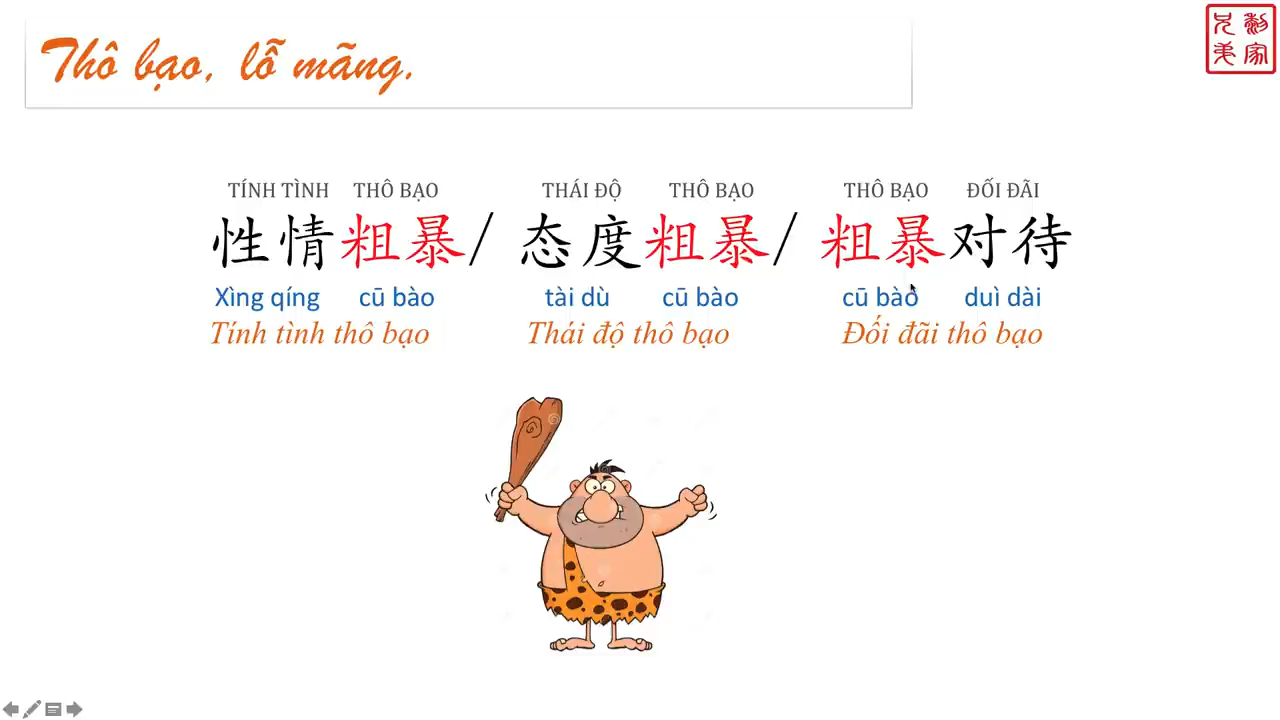 Thô bạo, lỗ mãng.
TÍNH TÌNH THÔ BẠO THÁI ĐỘ THÔ BẠO THÔ BẠO ĐỐI ĐÃI
性情粗暴/ 态度粗暴/ 粗暴对待
Xìng qíng cū bào tài dù cū bào cū bào duì dài
Tính tình thô bạo Thái độ thô bạo Đối đãi thô bạo